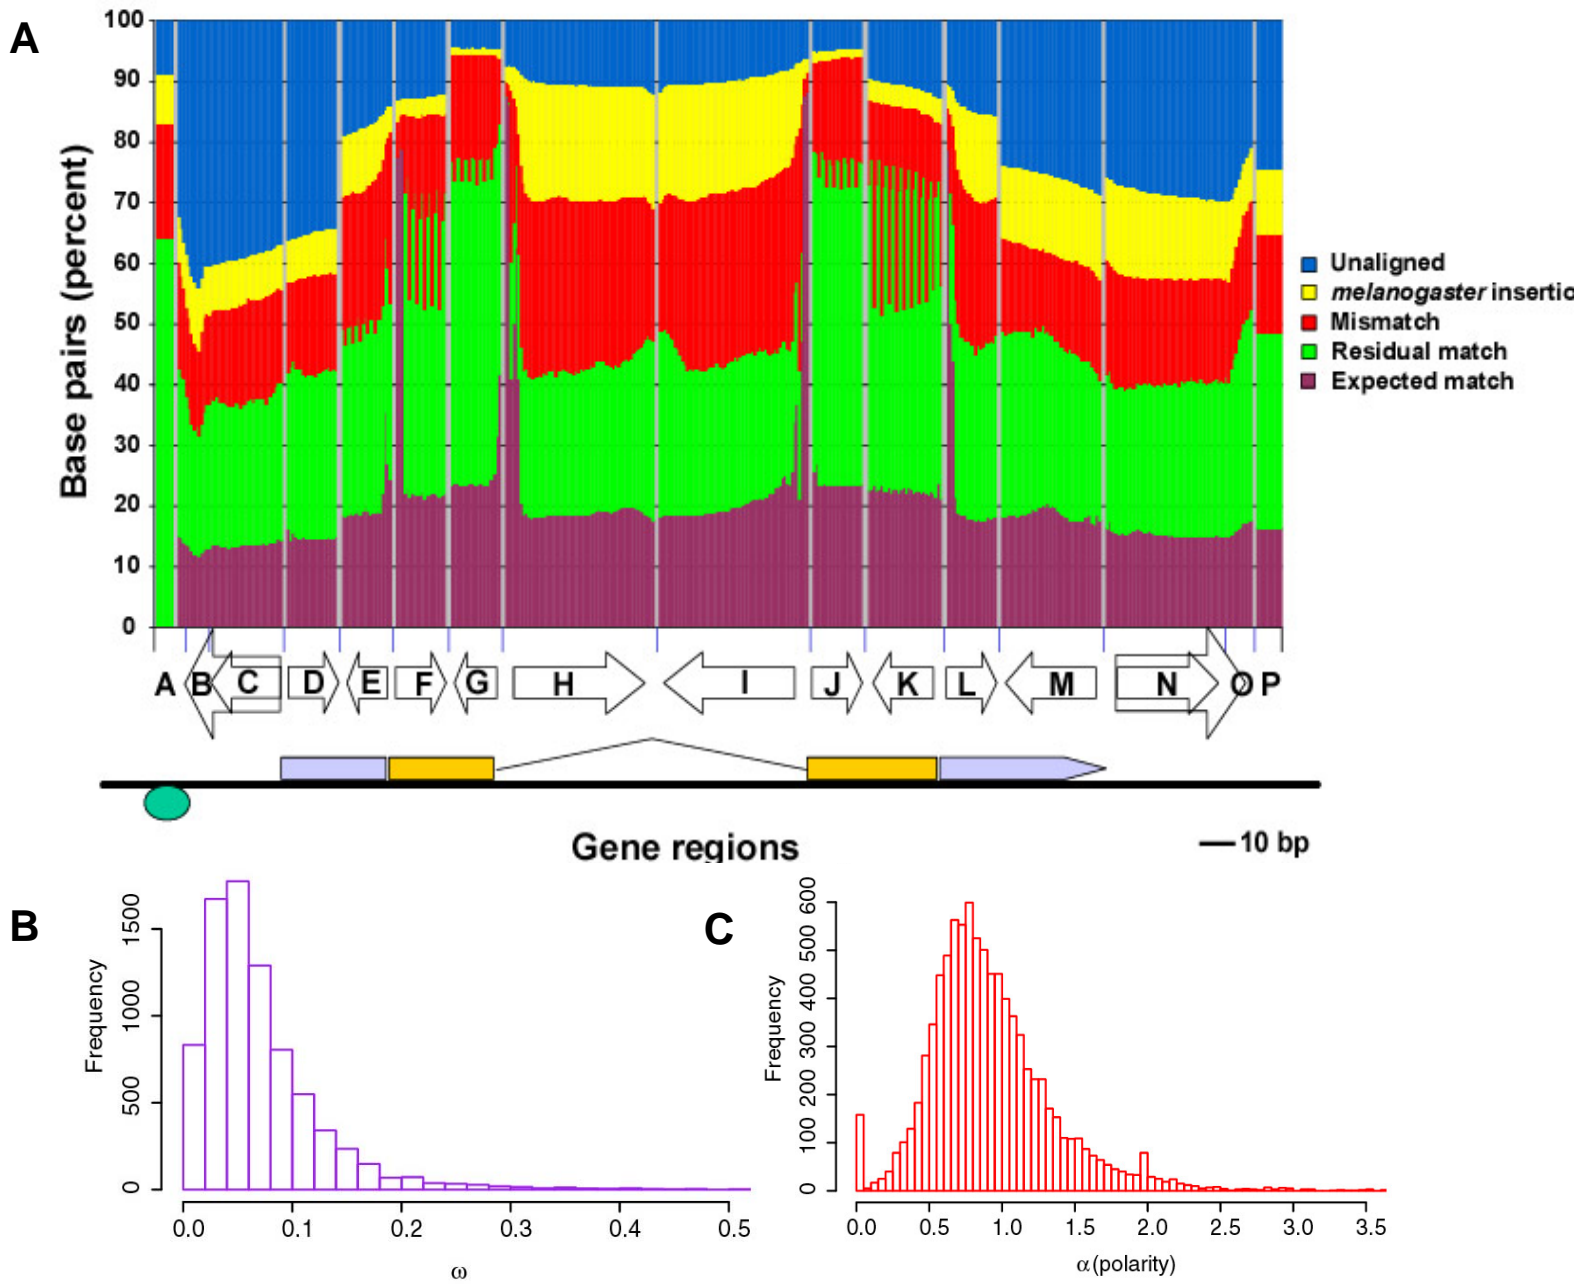 A
Base pairs (percent)
100
90
80
70
60
50
40
30
20
10
0
Unaligned
melanogaster insertio
Mismatch
Residual match
Expected match
A B C D E F G H I J K L M N O P
Gene regions
10 bp
B
Frequency
0 500 1000 1500
0.0 0.1 0.2 0.3 0.4 0.5
ω
C
Frequency
0 100 200 300 400 500 600
0.0 0.5 1.0 1.5 2.0 2.5 3.0 3.5
α (polarity)